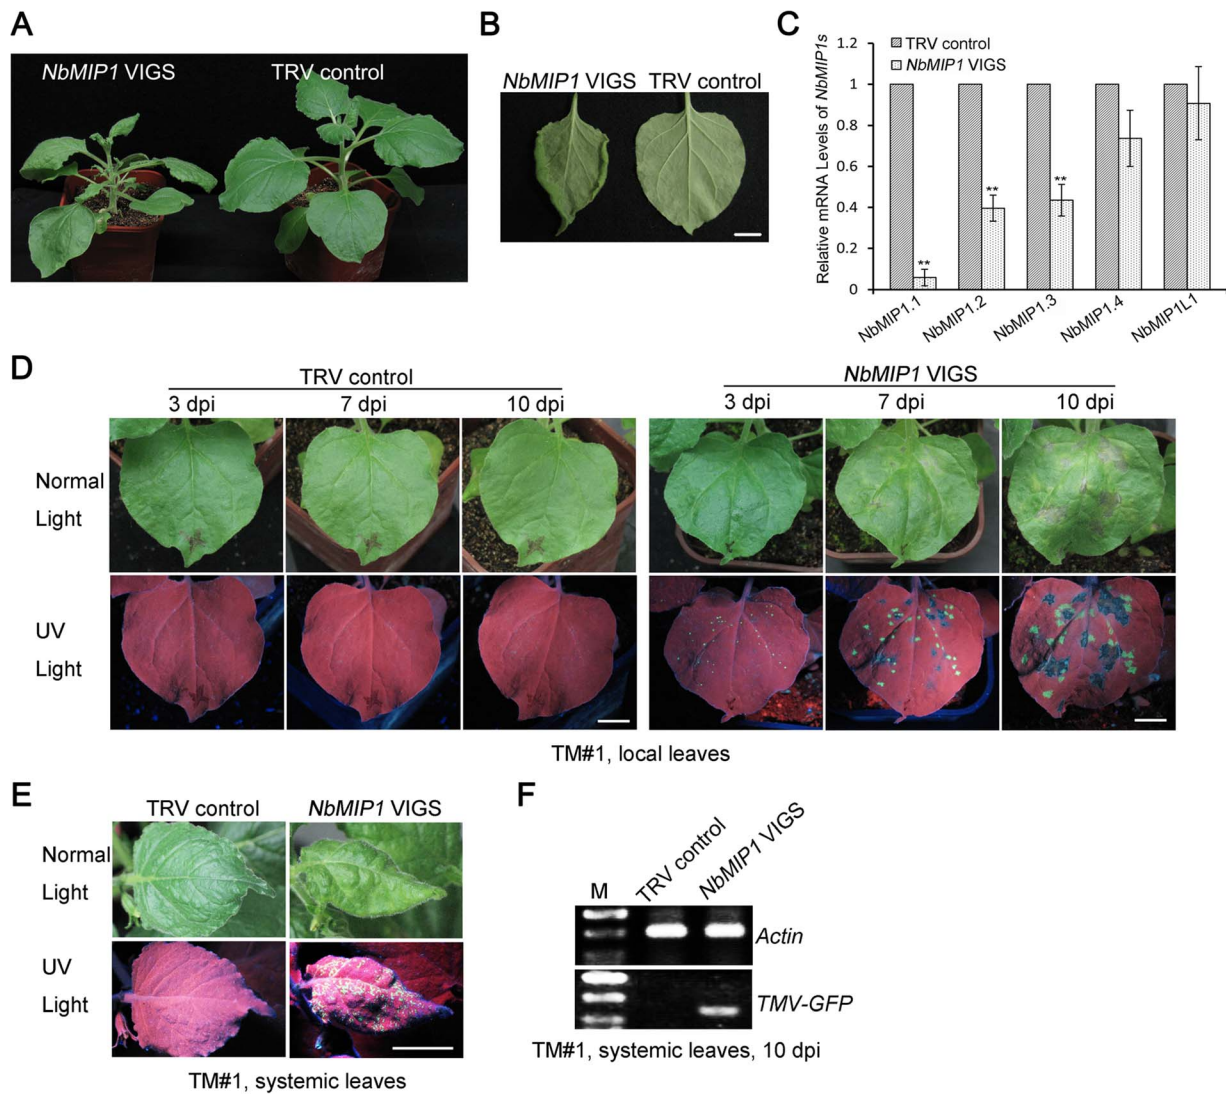 A
NbMIP1 VIGS TRV control
B
NbMIP1 VIGS TRV control
C
Relative mRNA Levels of NbMIP1s
TRV control
NbMIP1 VIGS
1.2
1
0.8
0.6
0.4
0.2
0
**
**
**
NbMIP1.1 NbMIP1.2 NbMIP1.3 NbMIP1.4 NbMIP1L1
D
TRV control NbMIP1 VIGS
3 dpi 7 dpi 10 dpi 3 dpi 7 dpi 10 dpi
Normal
Light
UV
Light
TM#1, local leaves
E
TRV control NbMIP1 VIGS
Normal
Light
UV
Light
TM#1, systemic leaves
F
M TRV control NbMIP1 VIGS
Actin
TMV-GFP
TM#1, systemic leaves, 10 dpi